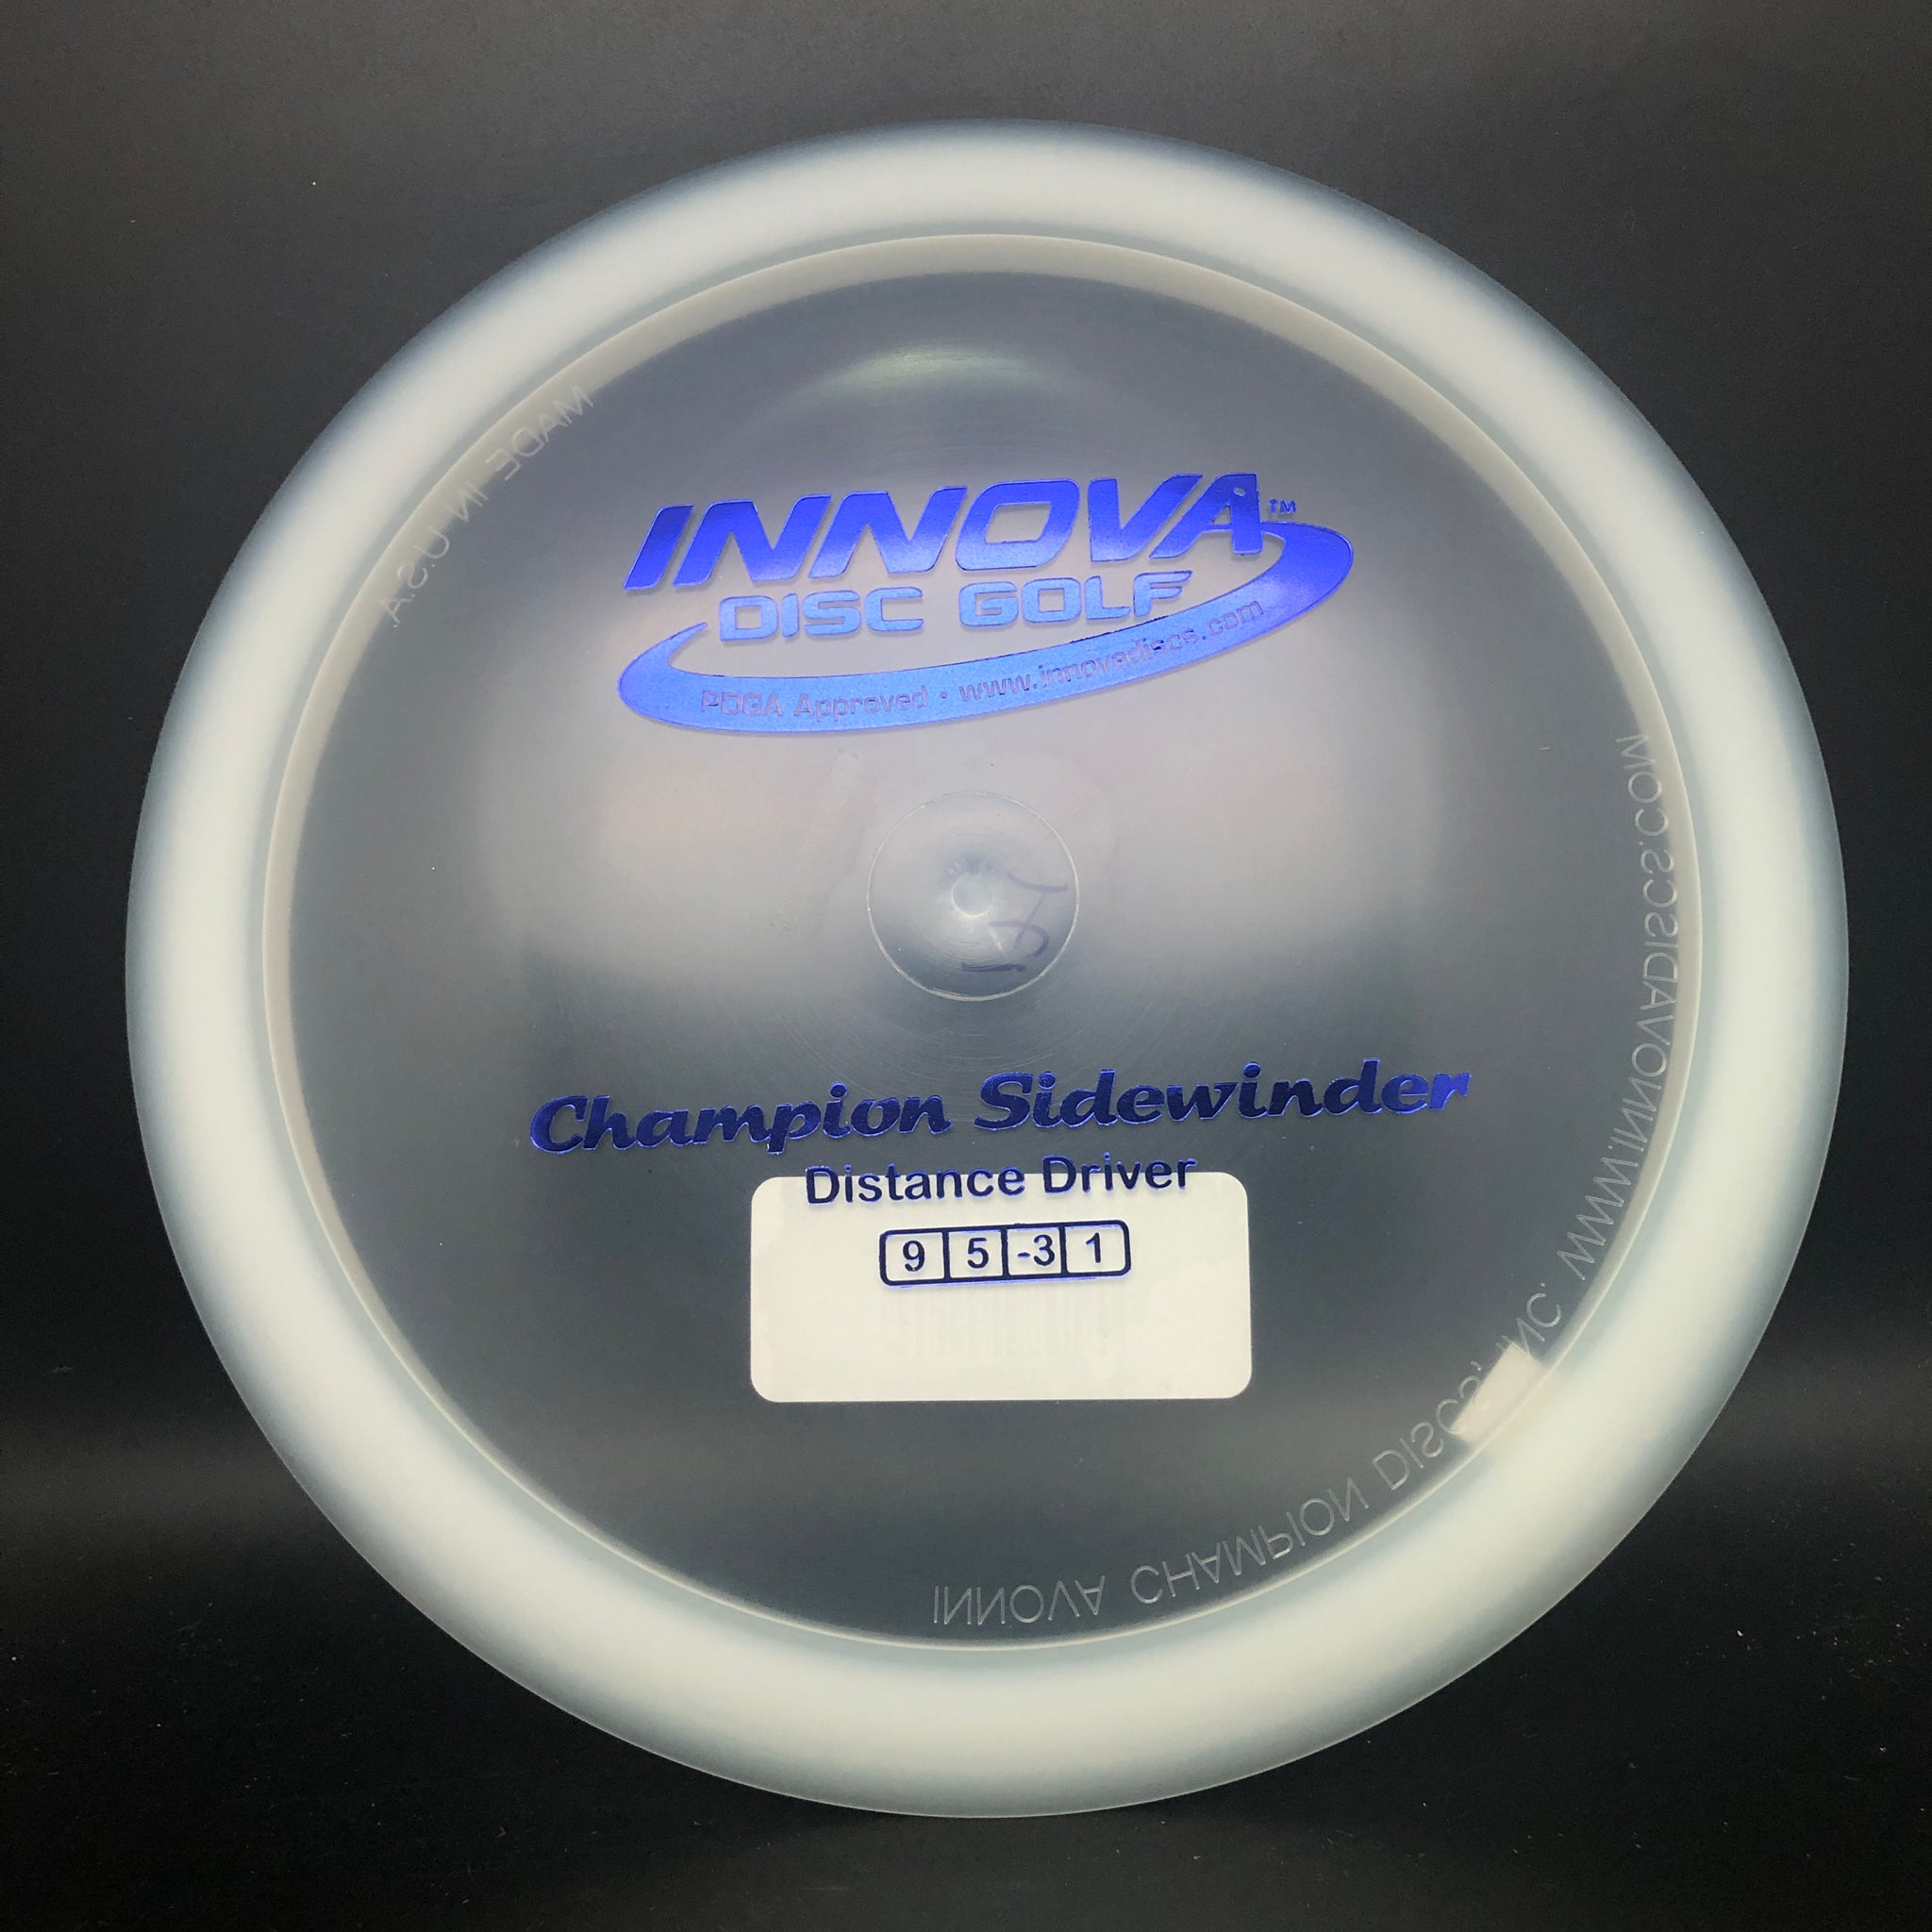 INNOVA™
DISC GOLF
PDGA Approved • www.innovadiscs.com
Champion Sidewinder
Distance Driver
9 5 -3 1
MADE IN U.S.A.
INNOVA CHAMPION DISCS, INC. WWW.INNOVADISCS.COM